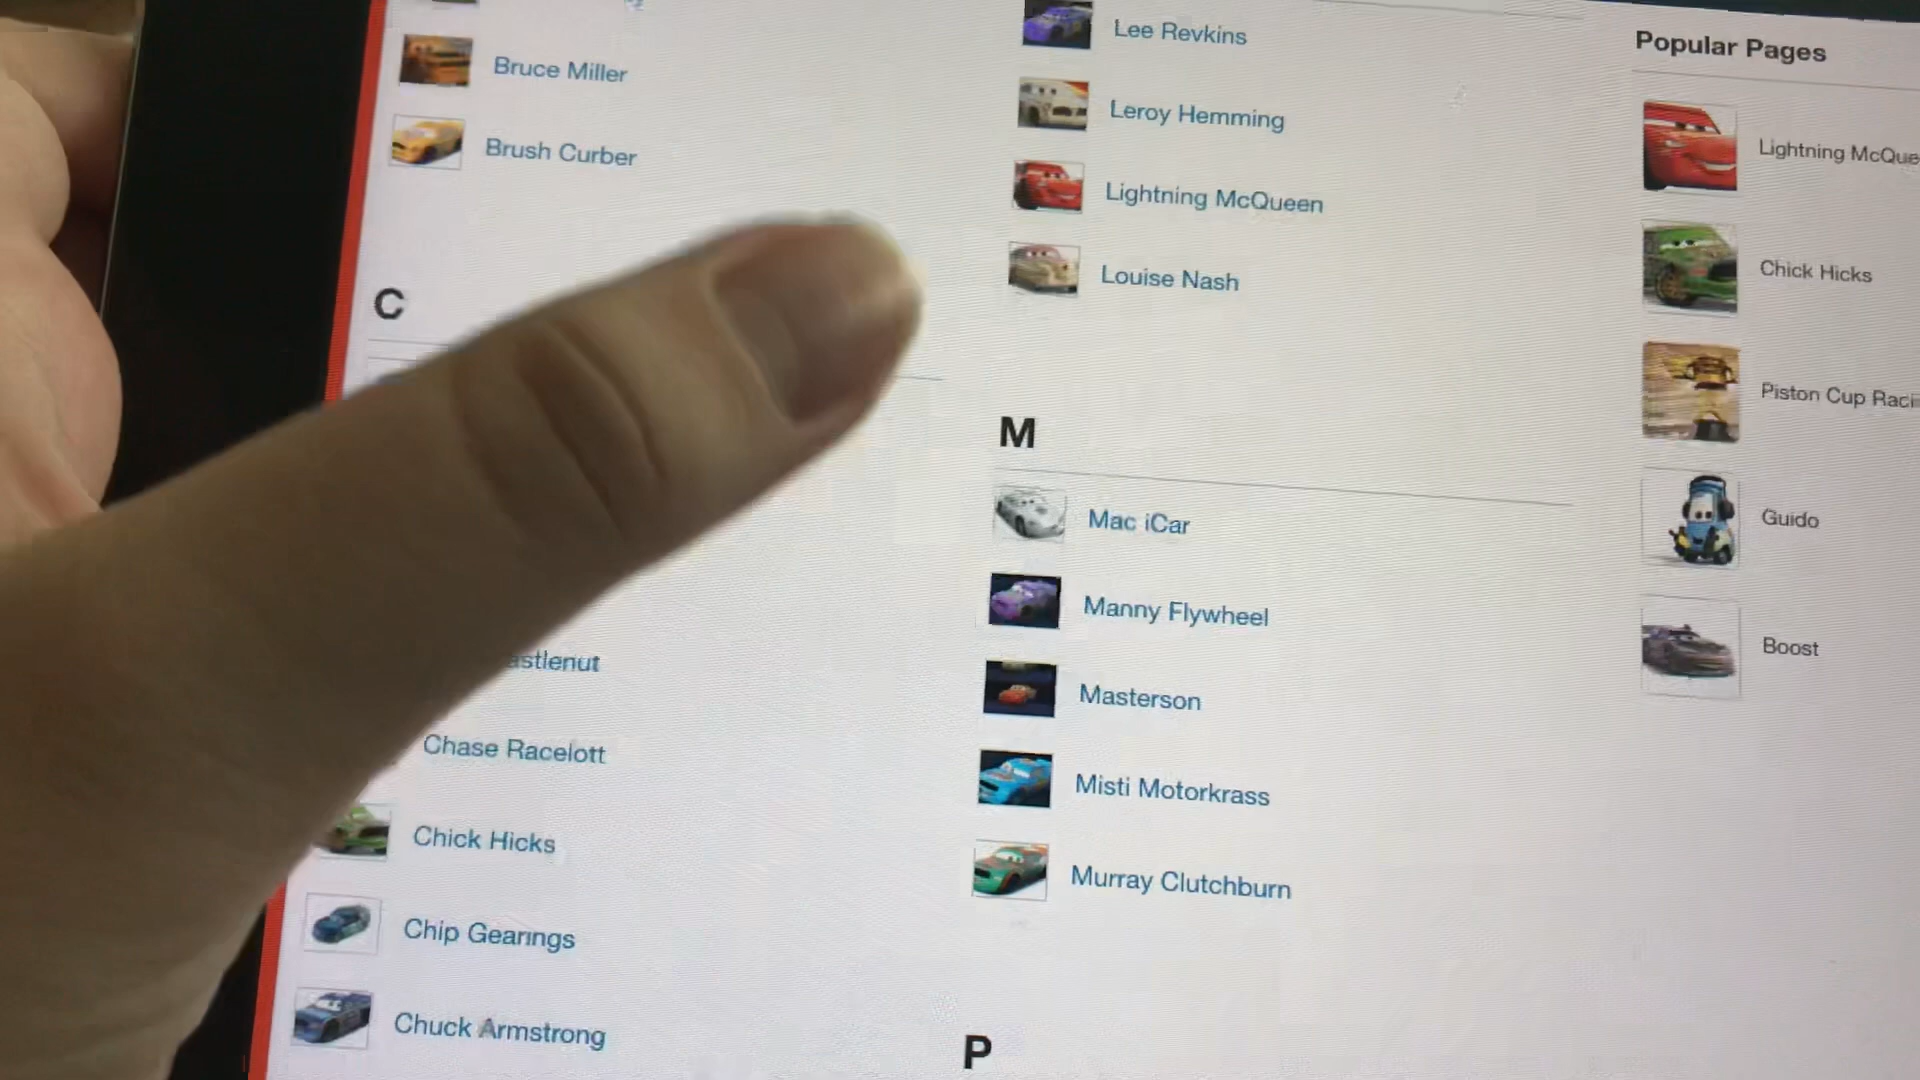 Bruce Miller
Brush Curber
C
astlenut
Chase Racelott
Chick Hicks
Chip Gearings
Chuck Armstrong
Lee Revkins
Leroy Hemming
Lightning McQueen
Louise Nash
M
Mac iCar
Manny Flywheel
Masterson
Misti Motorkrass
Murray Clutchburn
P
Popular Pages
Lightning McQue
Chick Hicks
Piston Cup Raci
Guido
Boost